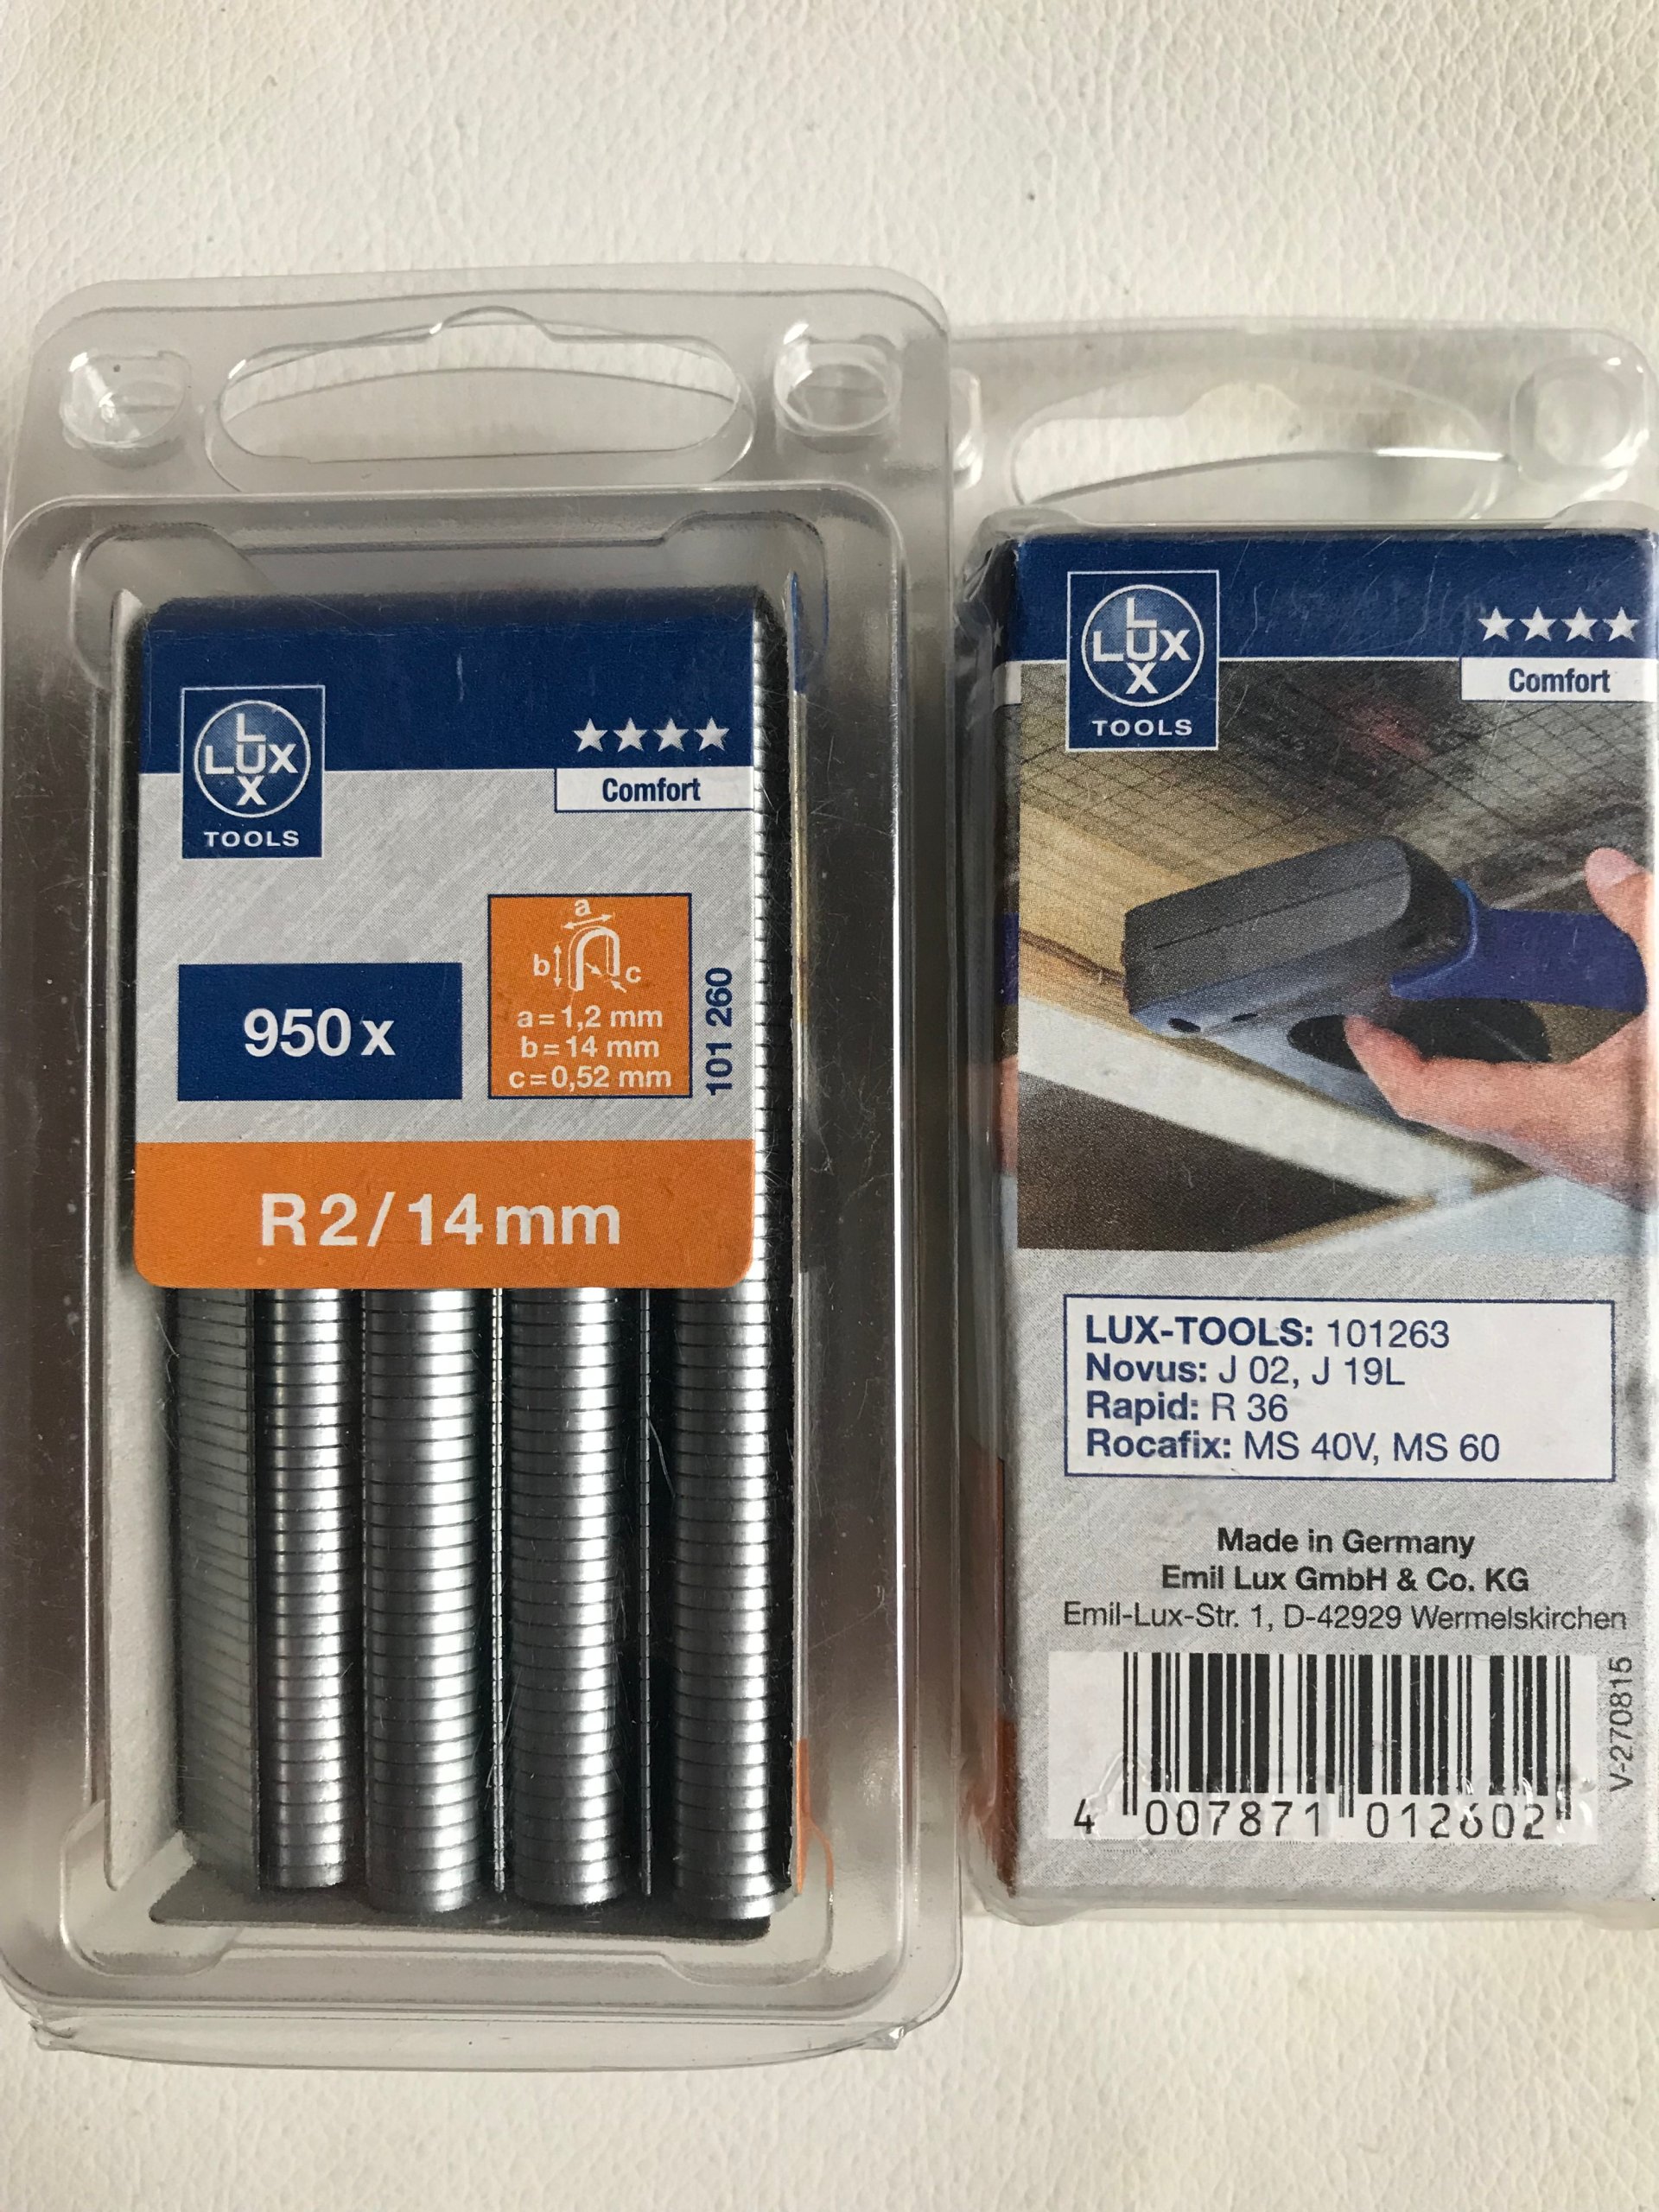 L
LUX
X
TOOLS
Comfort
950 x
a
b
c
a=1,2 mm
b=14 mm
c=0,52 mm
101 260
R2/14mm
L
LUX
X
TOOLS
Comfort
LUX-TOOLS: 101263
Novus: J 02, J 19L
Rapid: R 36
Rocafix: MS 40V, MS 60
Made in Germany
Emil Lux GmbH & Co. KG
Emil-Lux-Str. 1, D-42929 Wermelskirchen
V-270815
4 007871 012602